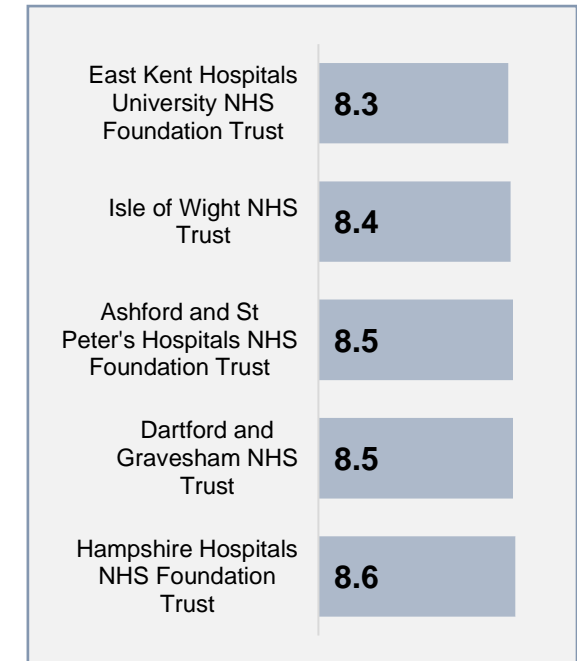 East Kent Hospitals
University NHS
Foundation Trust
8.3
Isle of Wight NHS
Trust
8.4
Ashford and St
Peter's Hospitals NHS
Foundation Trust
8.5
Dartford and
Gravesham NHS
Trust
8.5
Hampshire Hospitals
NHS Foundation
Trust
8.6